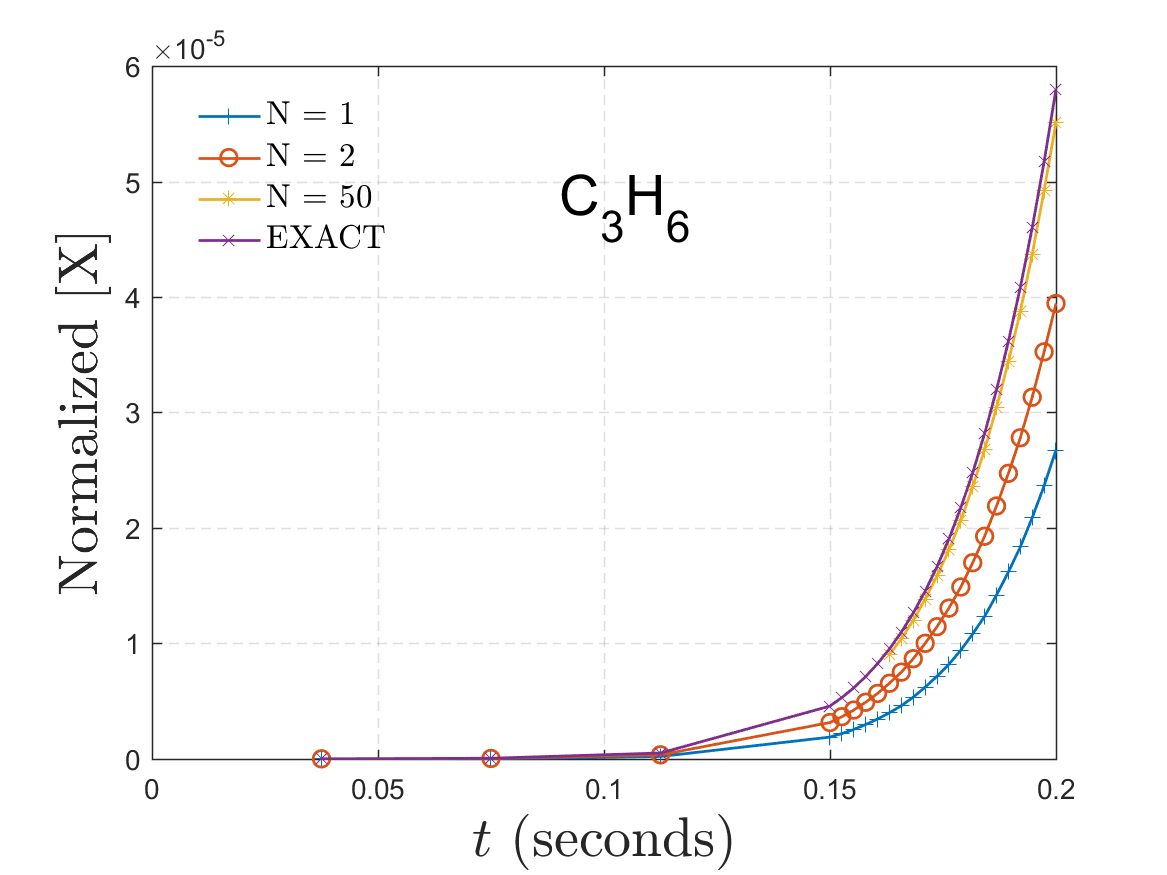 ×10-5
6
5
4
3
2
1
0
Normalized [X]
N = 1
N = 2
N = 50
EXACT
C3H6
0
0.05
0.1
0.15
0.2
t (seconds)